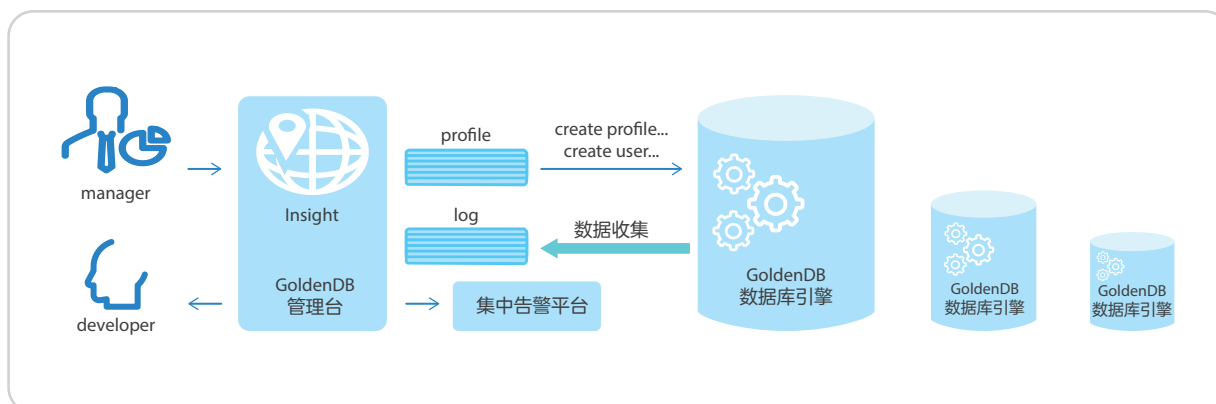 manager
developer
Insight
GoldenDB
管理台
profile
log
create profile...
create user...
数据收集
集中告警平台
GoldenDB
数据库引擎
GoldenDB
数据库引擎
GoldenDB
数据库引擎